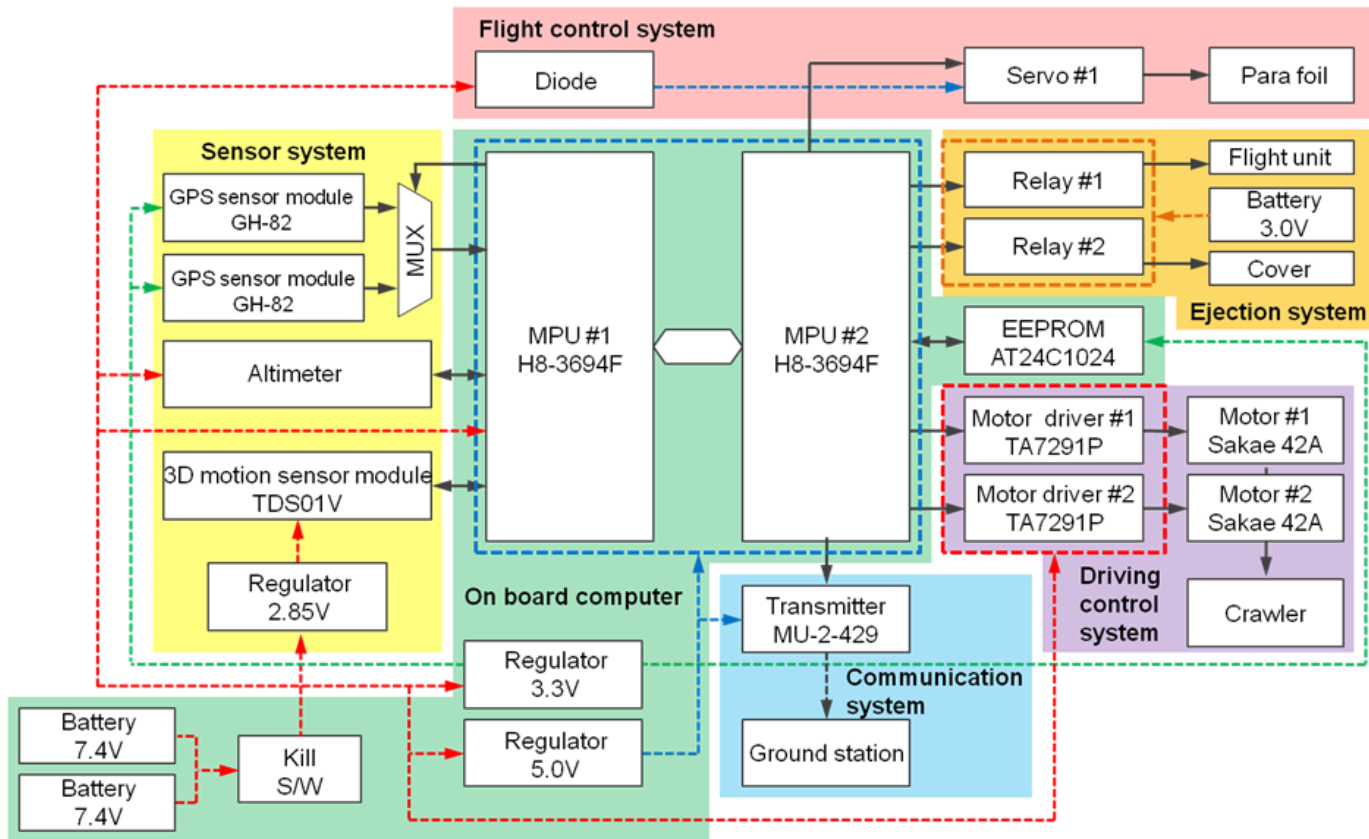 Flight control system
Diode
Servo #1
Para foil
Sensor system
GPS sensor module
GH-82
GPS sensor module
GH-82
MUX
Altimeter
3D motion sensor module
TDS01V
Regulator
2.85V
MPU #1
H8-3694F
MPU #2
H8-3694F
Relay #1
Relay #2
Flight unit
Battery
3.0V
Cover
Ejection system
EEPROM
AT24C1024
Motor driver #1
TA7291P
Motor driver #2
TA7291P
Motor #1
Sakae 42A
Motor #2
Sakae 42A
Driving
control
system
Crawler
On board computer
Regulator
3.3V
Regulator
5.0V
Transmitter
MU-2-429
Communication
system
Ground station
Battery
7.4V
Battery
7.4V
Kill
S/W